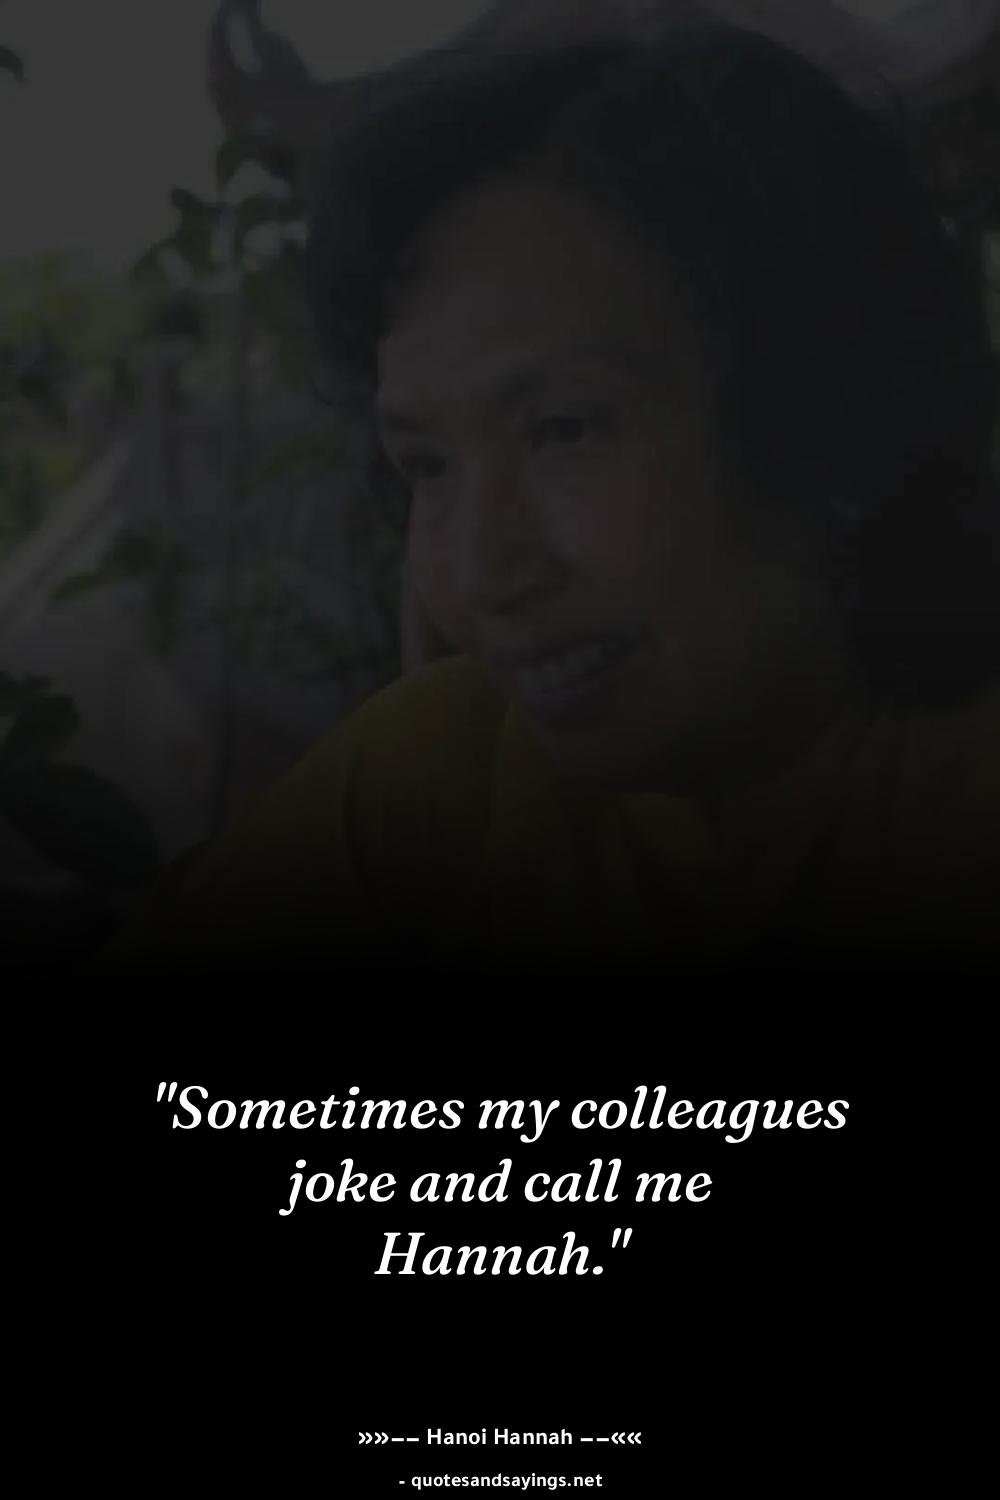 "Sometimes my colleagues
joke and call me
Hannah."
»»–– Hanoi Hannah ––««
- quotesandsayings.net